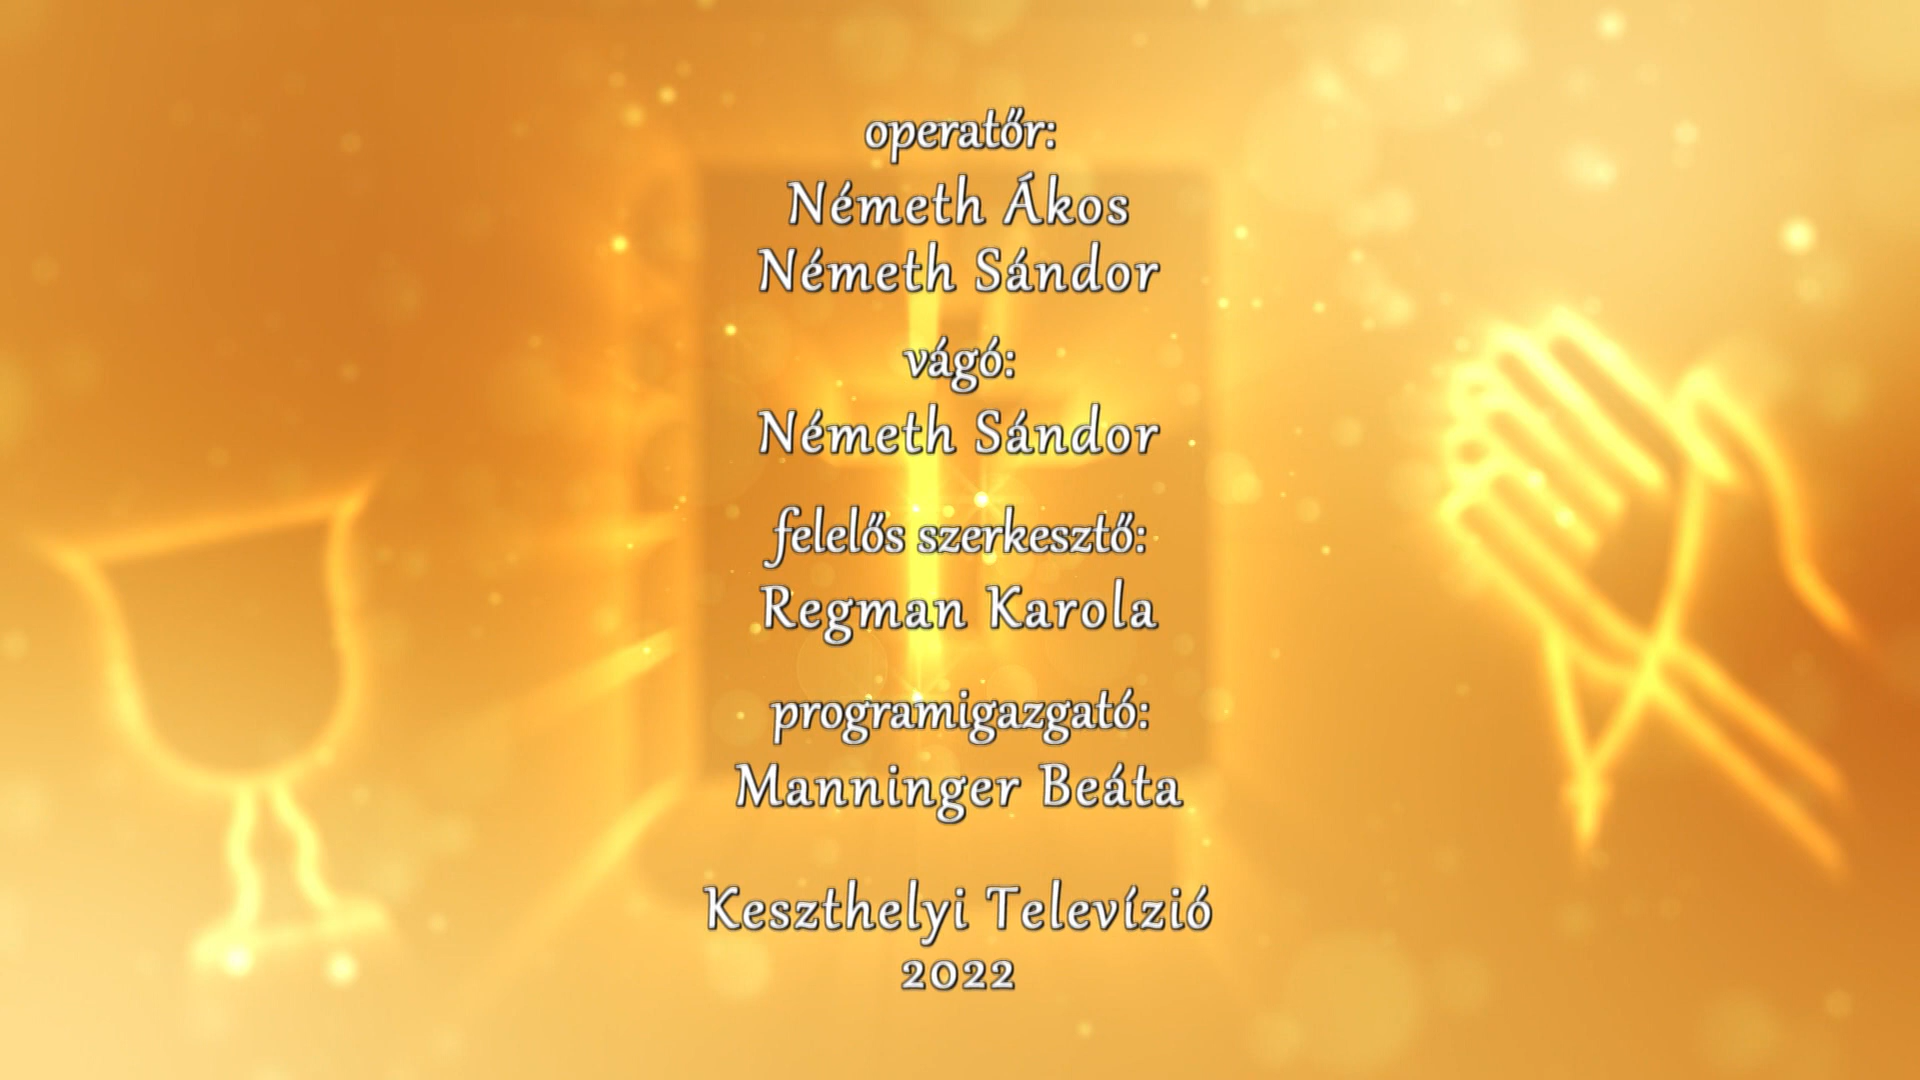 operatőr:
Németh Ákos
Németh Sándor
vágó:
Németh Sándor
felelős szerkesztő:
Regman Karola
programigazgató:
Manninger Beáta
Keszthelyi Televízió
2022